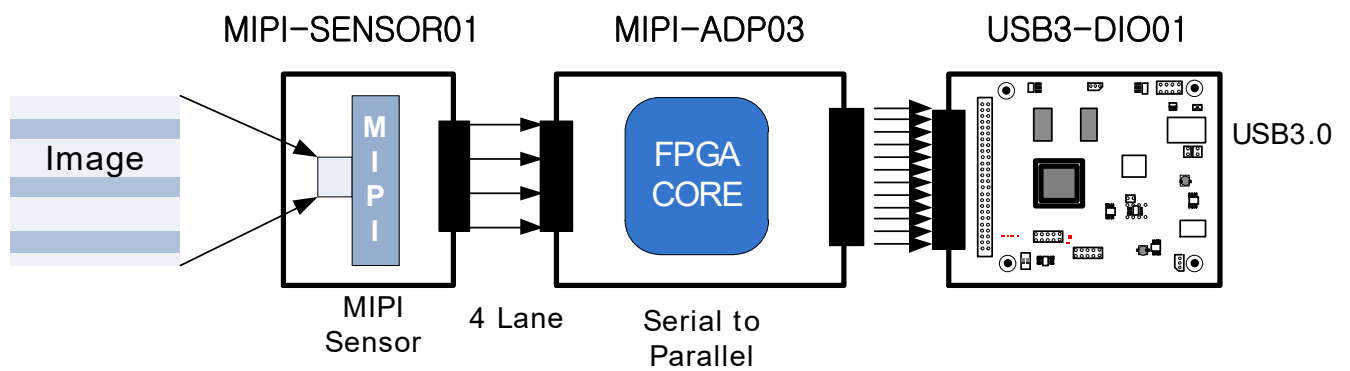 MIPI-SENSOR01
MIPI-ADP03
USB3-DIO01
Image
M
I
P
I
FPGA
CORE
USB3.0
MIPI
Sensor
4 Lane
Serial to
Parallel